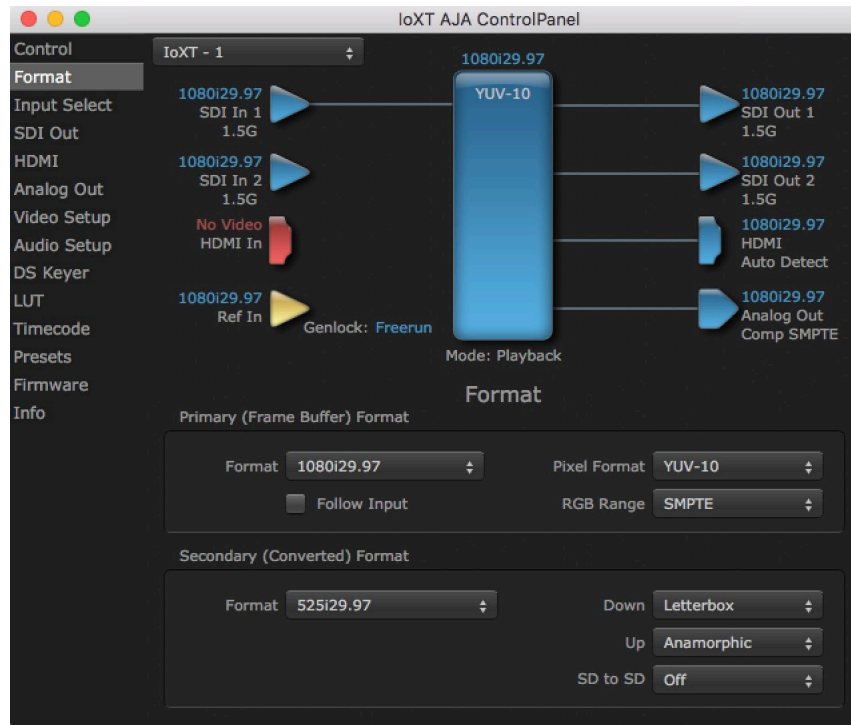 IoXT AJA ControlPanel
Control
Format
Input Select
SDI Out
HDMI
Analog Out
Video Setup
Audio Setup
DS Keyer
LUT
Timecode
Presets
Firmware
Info
IoXT - 1
1080i29.97
YUV-10
1080i29.97
SDI In 1
1.5G
1080i29.97
SDI In 2
1.5G
No Video
HDMI In
1080i29.97
Ref In
Genlock: Freerun
1080i29.97
SDI Out 1
1.5G
1080i29.97
SDI Out 2
1.5G
1080i29.97
HDMI
Auto Detect
1080i29.97
Analog Out
Comp SMPTE
Mode: Playback
Format
Primary (Frame Buffer) Format
Format 1080i29.97 Pixel Format YUV-10
Follow Input RGB Range SMPTE
Secondary (Converted) Format
Format 525i29.97 Down Letterbox
Up Anamorphic
SD to SD Off